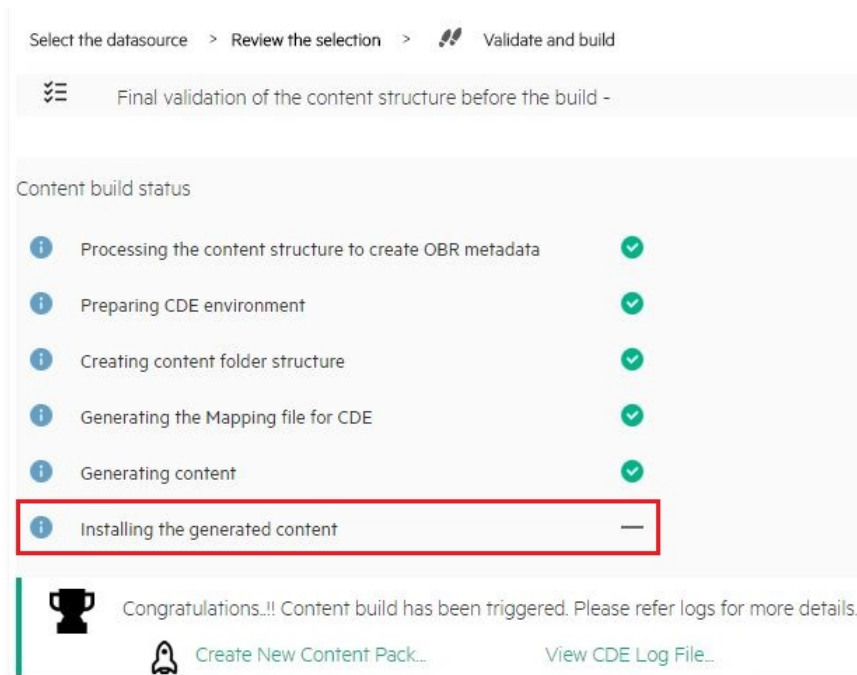 Select the datasource > Review the selection > Validate and build
Final validation of the content structure before the build -
Content build status
Processing the content structure to create OBR metadata
Preparing CDE environment
Creating content folder structure
Generating the Mapping file for CDE
Generating content
Installing the generated content
Congratulations..!! Content build has been triggered. Please refer logs for more details.
Create New Content Pack... View CDE Log File...